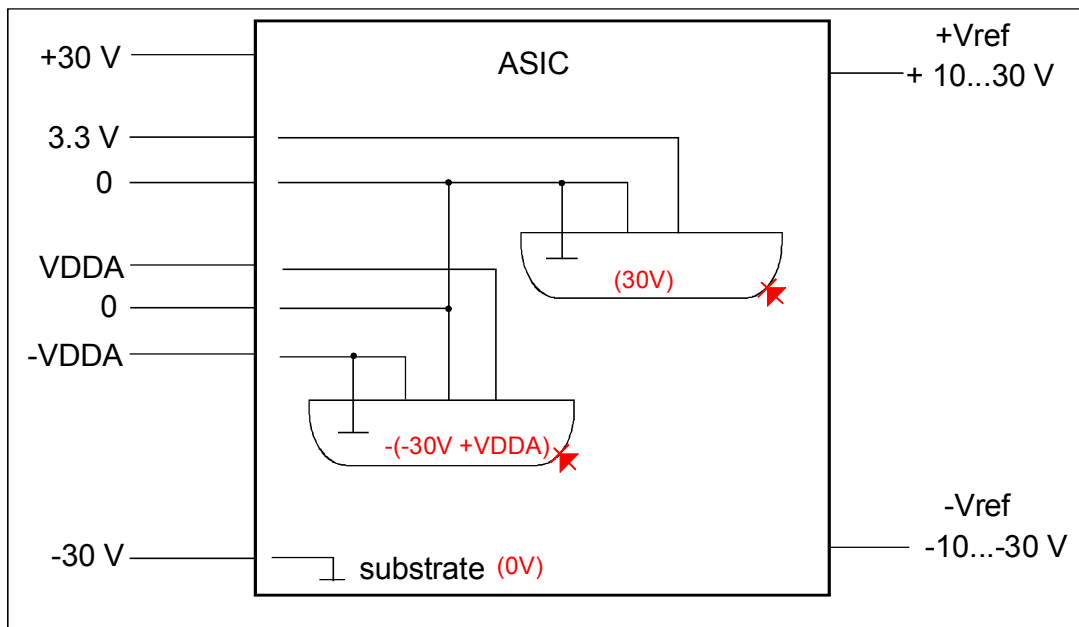 +30 V
ASIC
+Vref
+ 10...30 V
3.3 V
0
VDDA
(30V)
0
-VDDA
-(-30V +VDDA)
-Vref
-10...-30 V
-30 V
substrate (0V)